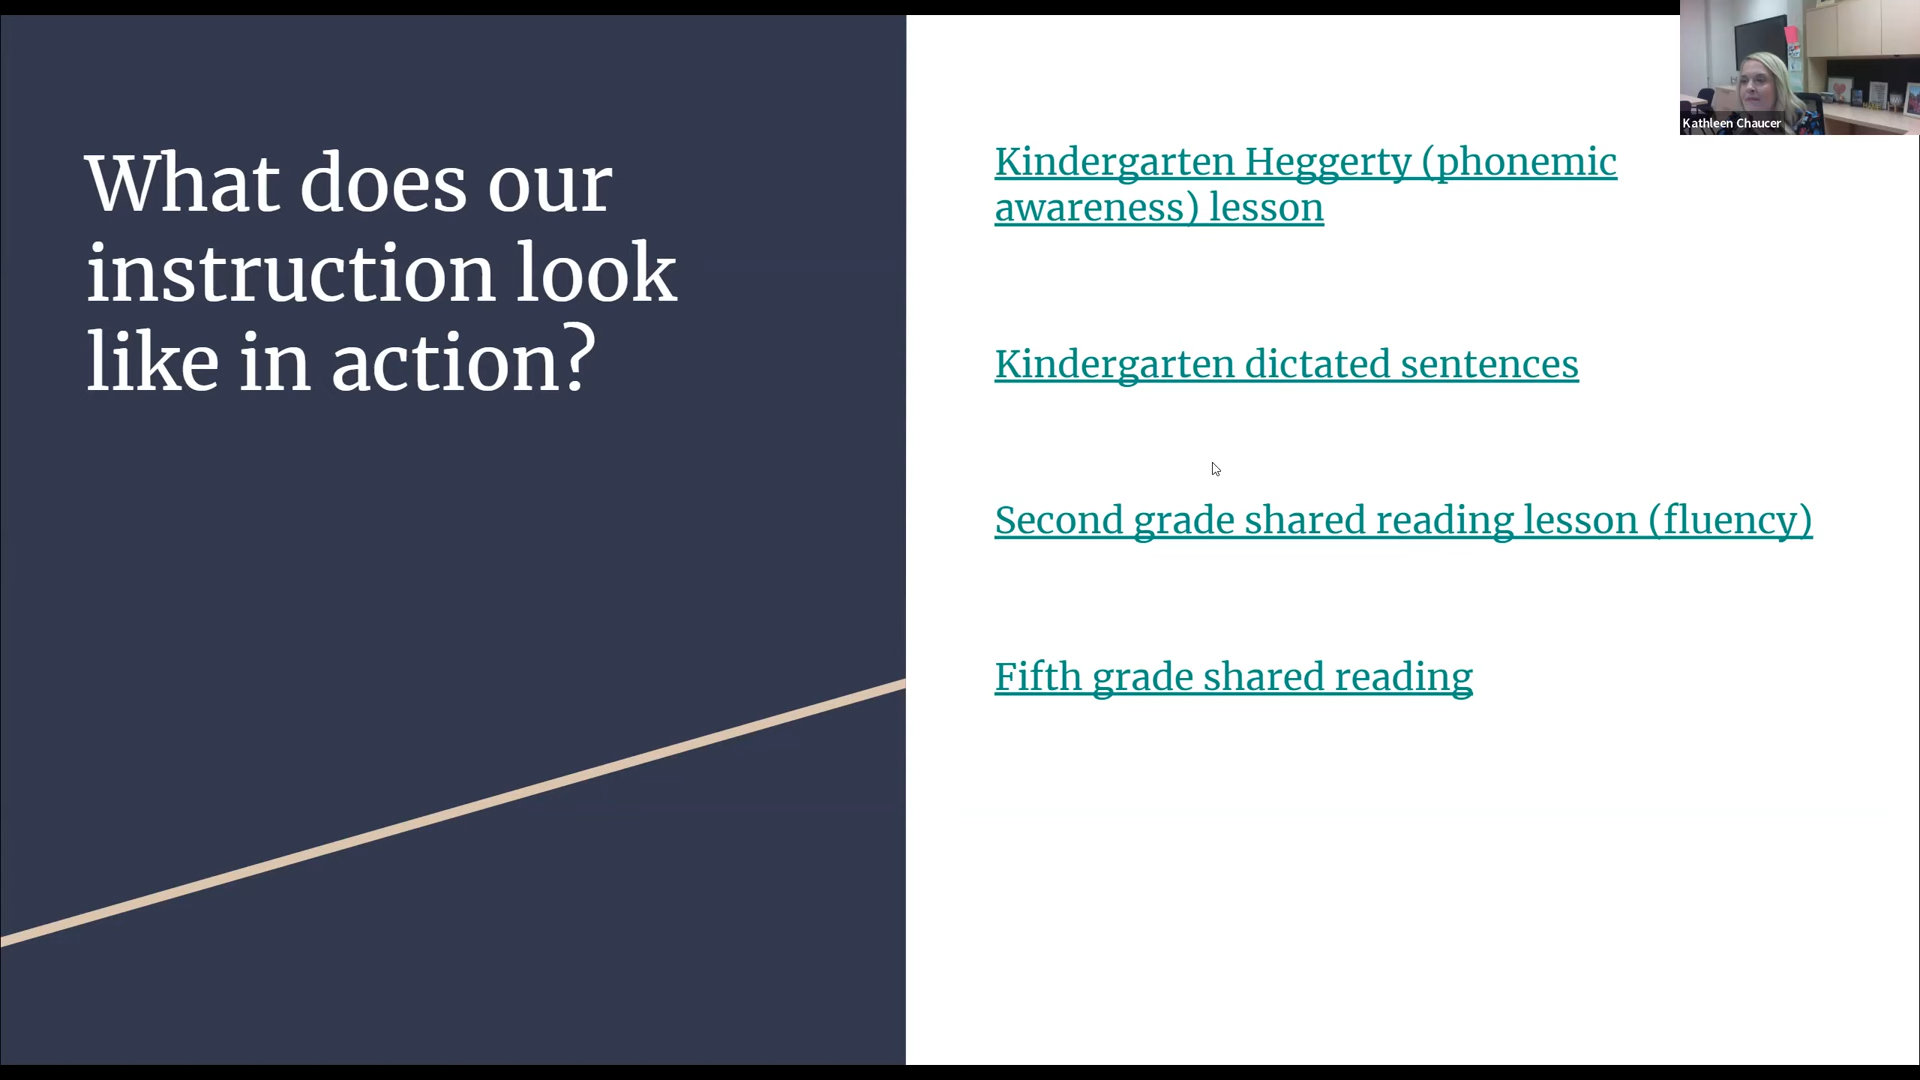 What does our
instruction look
like in action?
Kindergarten Heggerty (phonemic
awareness) lesson
Kindergarten dictated sentences
Second grade shared reading lesson (fluency)
Fifth grade shared reading
Kathleen Chaucer